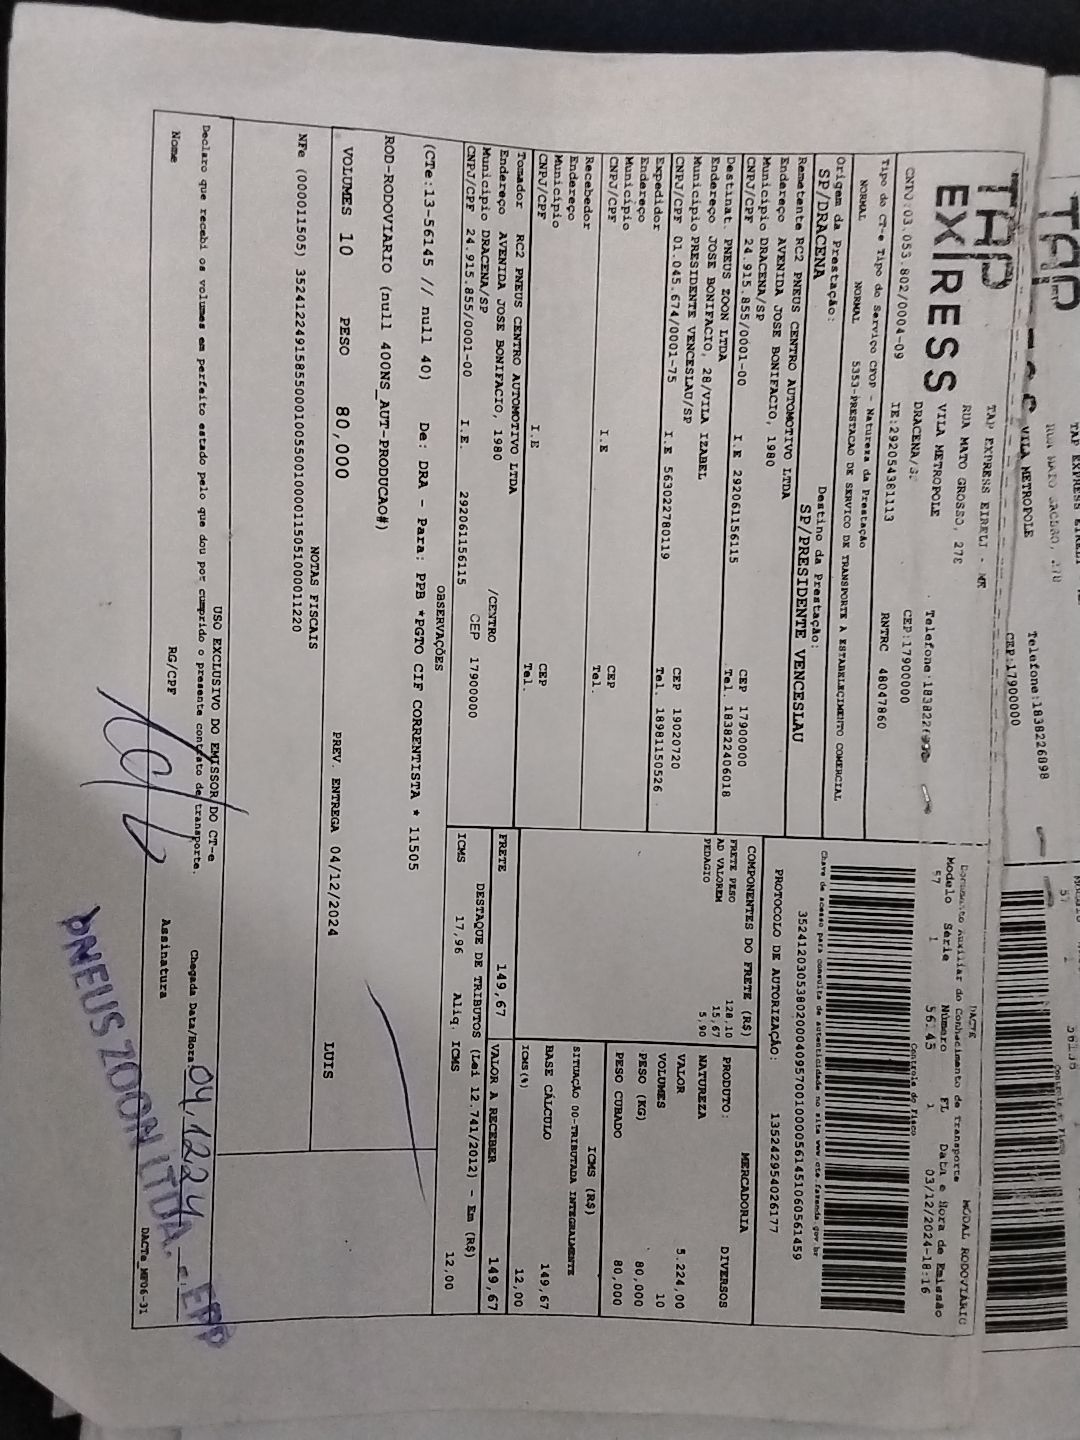 TAP
VILA METROPOLE
Telefone:1838226898
CEP:17900000
57
TAP
EXPRESS
TAP EXPRESS EIRELI - ME
RUA MATO GROSSO, 278
VILA METROPOLE
DRACENA/SP
CEP:17900000
CNPJ:03.053.802/0004-09
IE:292054381113
RNTRC 48047860
DACTE
MODAL RODOVIÁRIO
Documento Auxiliar do Conhecimento de Transporte
Modelo Série Número FL Data e Hora de Emissão
57 1 56145 1 03/12/2024-18:16
Controle do Fisco
Tipo do CT-e Tipo do Serviço CFOP - Natureza da Prestação
NORMAL NORMAL 5353-PRESTACAO DE SERVICO DE TRANSPORTE A ESTABELECIMENTO COMERCIAL
Chave de acesso para consulta de autenticidade no site www.cte.fazenda.gov.br
Origem da Prestação: Destino da Prestação:
SP/DRACENA SP/PRESIDENTE VENCESLAU
PROTOCOLO DE AUTORIZAÇÃO: 135242954026177
Remetente RC2 PNEUS CENTRO AUTOMOTIVO LTDA
Endereço AVENIDA JOSE BONIFACIO, 1980
Município DRACENA/SP CEP 17900000
CNPJ/CPF 24.915.855/0001-00 I.E 292061156115 Tel. 183822406018
Destinat. PNEUS ZOON LTDA
Endereço JOSE BONIFACIO, 28/VILA IZABEL
Município PRESIDENTE VENCESLAU/SP CEP 19020720
CNPJ/CPF 01.045.674/0001-75 I.E 563022780119 Tel. 18981150526
Expedidor
Endereço
Município CEP
CNPJ/CPF I.E Tel.
Recebedor
Endereço
Município CEP
CNPJ/CPF I.E Tel.
Tomador RC2 PNEUS CENTRO AUTOMOTIVO LTDA
Endereço AVENIDA JOSE BONIFACIO, 1980 /CENTRO
Município DRACENA/SP CEP 17900000
CNPJ/CPF 24.915.855/0001-00 I.E. 292061156115
COMPONENTES DO FRETE (R$)
FRETE PESO 128,10
AD VALOREM 15,67
PEDAGIO 5,90
MERCADORIA
PRODUTO: DIVERSOS
NATUREZA
VALOR 5.224,00
VOLUMES 10
PESO (KG) 80,000
PESO CUBADO 80,000
ICMS (R$)
SITUAÇÃO 00-TRIBUTADA INTEGRALMENTE
BASE CÁLCULO 149,67
ICMS(%) 12,00
FRETE 149,67 VALOR A RECEBER 149,67
DESTAQUE DE TRIBUTOS (Lei 12.741/2012) - Em (R$)
ICMS 17,96 Aliq. ICMS 12,00
OBSERVAÇÕES
(CTe:13-56145 // null 40) De: DRA - Para: PPB *PGTO CIF CORRENTISTA * 11505
ROD-RODOVIARIO (null 400NS_AUT-PRODUCAO#)
VOLUMES 10 PESO 80,000 PREV. ENTREGA 04/12/2024 LUIS
NOTAS FISCAIS
NFe (000011505) 35241224915855000100550010000115051000011220
USO EXCLUSIVO DO EMISSOR DO CT-e
Declaro que recebi os volumes em perfeito estado pelo que dou por cumprido o presente contrato de transporte. Chegada Data/Hora 04.12.24
Nome RG/CPF Assinatura
PNEUS ZOON LTDA. - EPP
DACTe_MF06-31